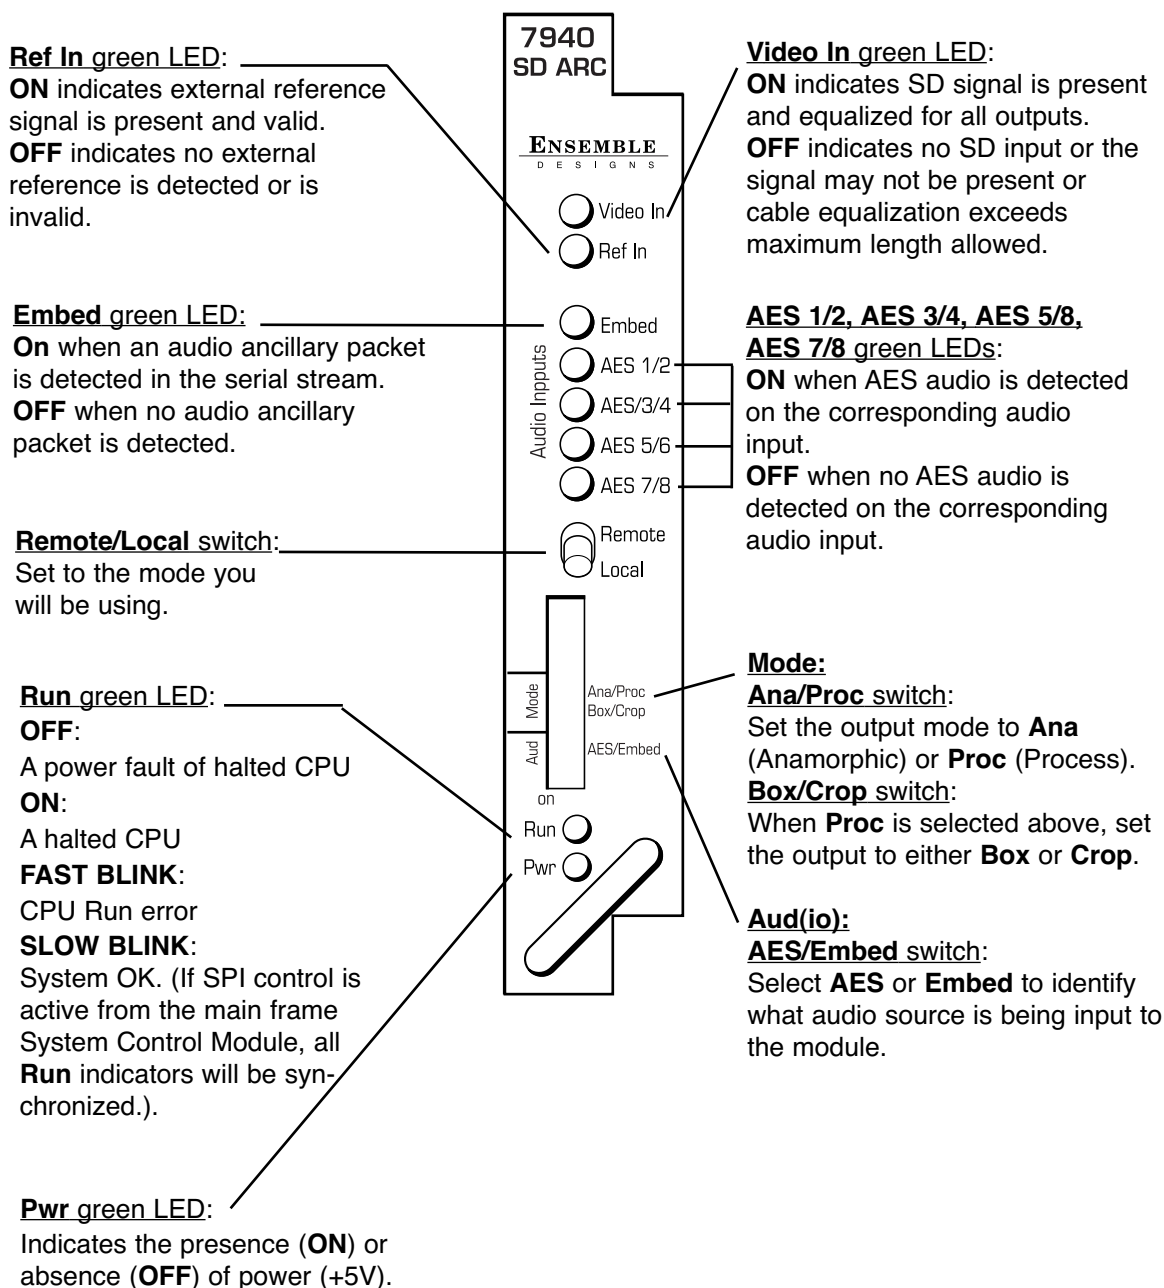 Ref In green LED:
ON indicates external reference
signal is present and valid.
OFF indicates no external
reference is detected or is
invalid.
Embed green LED:
On when an audio ancillary packet
is detected in the serial stream.
OFF when no audio ancillary
packet is detected.
Remote/Local switch:
Set to the mode you
will be using.
Run green LED:
OFF:
A power fault of halted CPU
ON:
A halted CPU
FAST BLINK:
CPU Run error
SLOW BLINK:
System OK. (If SPI control is
active from the main frame
System Control Module, all
Run indicators will be syn-
chronized.).
Pwr green LED:
Indicates the presence (ON) or
absence (OFF) of power (+5V).
7940
SD ARC
ENSEMBLE
DESIGNS
Video In
Ref In
Audio Inpputs
Embed
AES 1/2
AES/3/4
AES 5/6
AES 7/8
Remote
Local
Mode
Ana/Proc
Box/Crop
Aud
AES/Embed
on
Run
Pwr
Video In green LED:
ON indicates SD signal is present
and equalized for all outputs.
OFF indicates no SD input or the
signal may not be present or
cable equalization exceeds
maximum length allowed.
AES 1/2, AES 3/4, AES 5/8,
AES 7/8 green LEDs:
ON when AES audio is detected
on the corresponding audio
input.
OFF when no AES audio is
detected on the corresponding
audio input.
Mode:
Ana/Proc switch:
Set the output mode to Ana
(Anamorphic) or Proc (Process).
Box/Crop switch:
When Proc is selected above, set
the output to either Box or Crop.
Aud(io):
AES/Embed switch:
Select AES or Embed to identify
what audio source is being input to
the module.